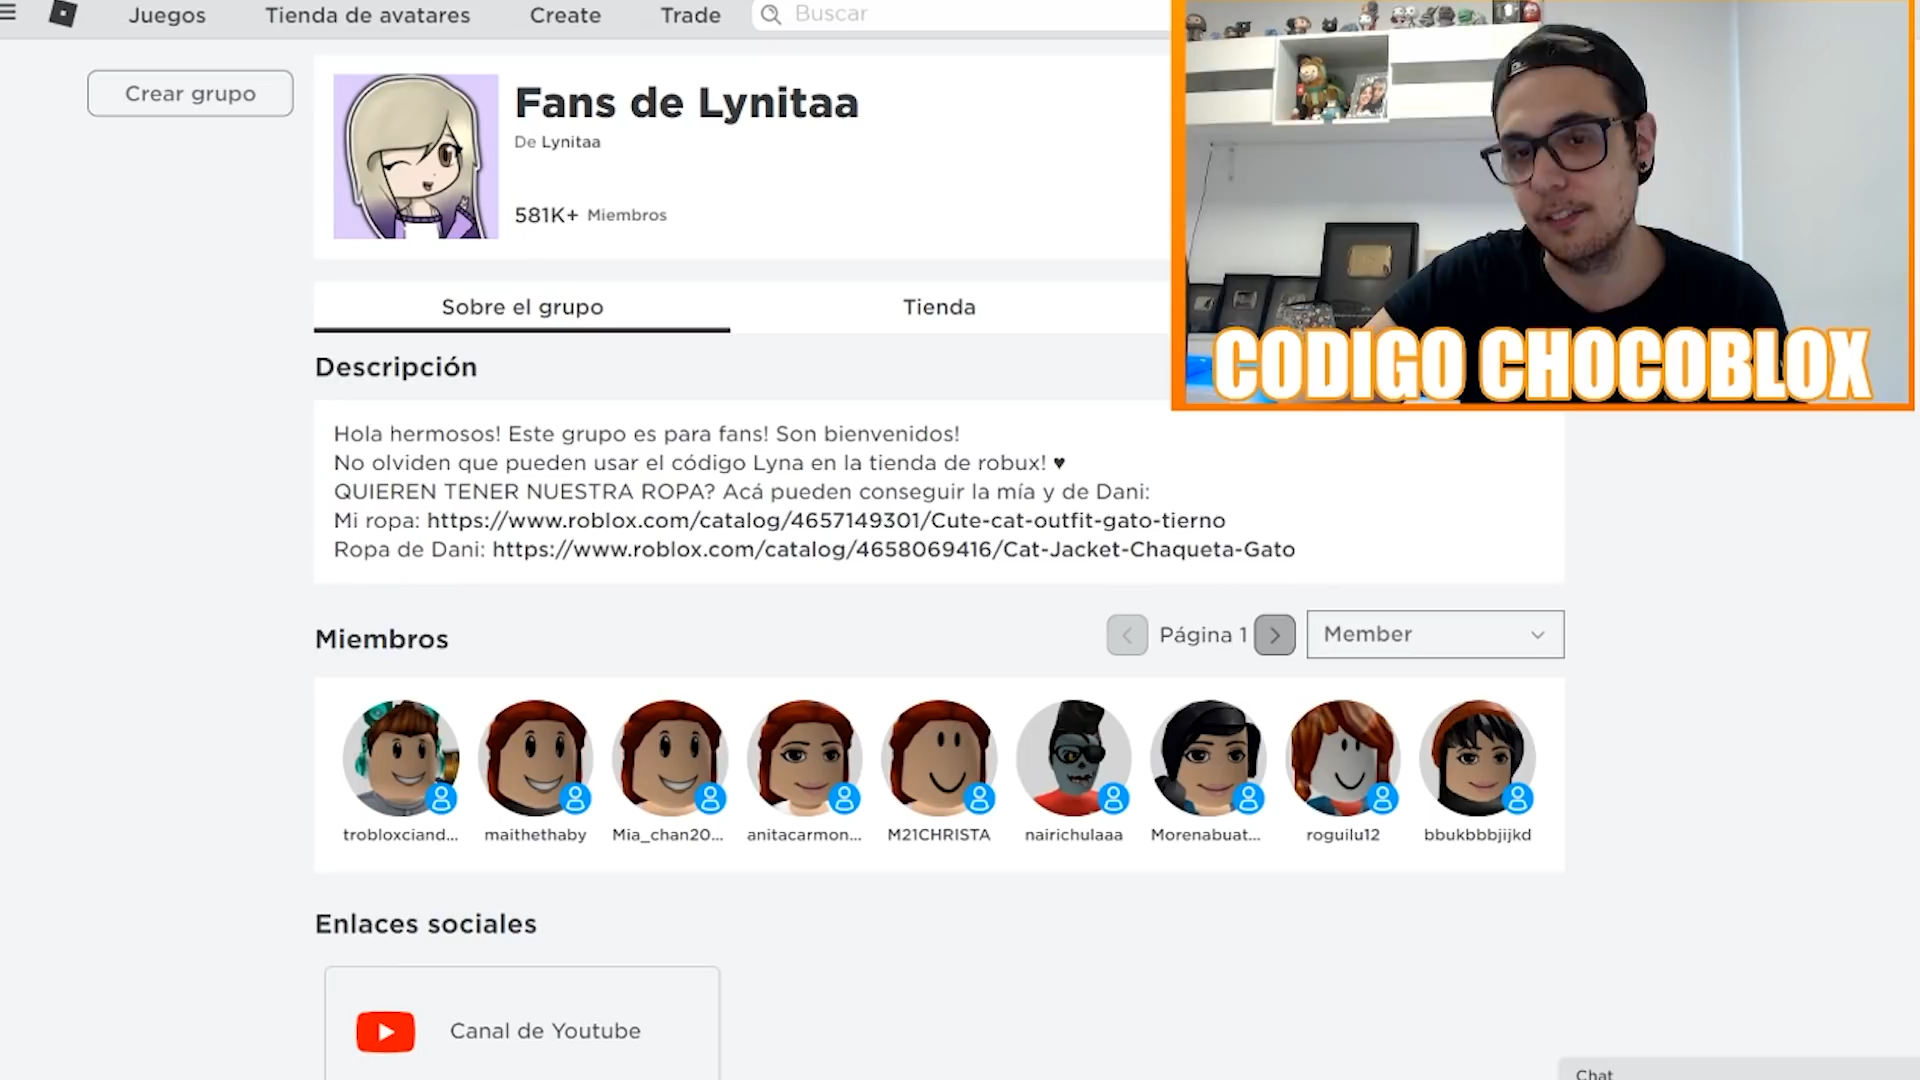 Juegos
Tienda de avatares
Create
Trade
Buscar
Crear grupo
Fans de Lynitaa
De Lynitaa
581K+ Miembros
CODIGO CHOCOBLOX
Sobre el grupo
Tienda
Descripción
Hola hermosos! Este grupo es para fans! Son bienvenidos!
No olviden que pueden usar el código Lyna en la tienda de robux! ♥
QUIEREN TENER NUESTRA ROPA? Acá pueden conseguir la mía y de Dani:
Mi ropa: https://www.roblox.com/catalog/4657149301/Cute-cat-outfit-gato-tierno
Ropa de Dani: https://www.roblox.com/catalog/4658069416/Cat-Jacket-Chaqueta-Gato
Miembros
Página 1
Member
trobloxciand...
maithethaby
Mia_chan20...
anitacarmon...
M21CHRISTA
nairichulaaa
Morenabuat...
roguilu12
bbukbbbjijkd
Enlaces sociales
Canal de Youtube
Chat